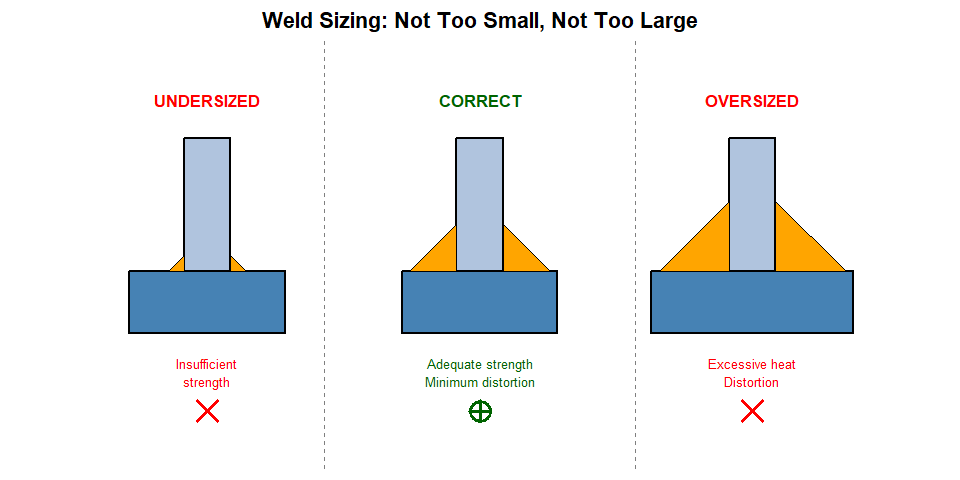 Weld Sizing: Not Too Small, Not Too Large
UNDERSIZED
Insufficient
strength
CORRECT
Adequate strength
Minimum distortion
OVERSIZED
Excessive heat
Distortion